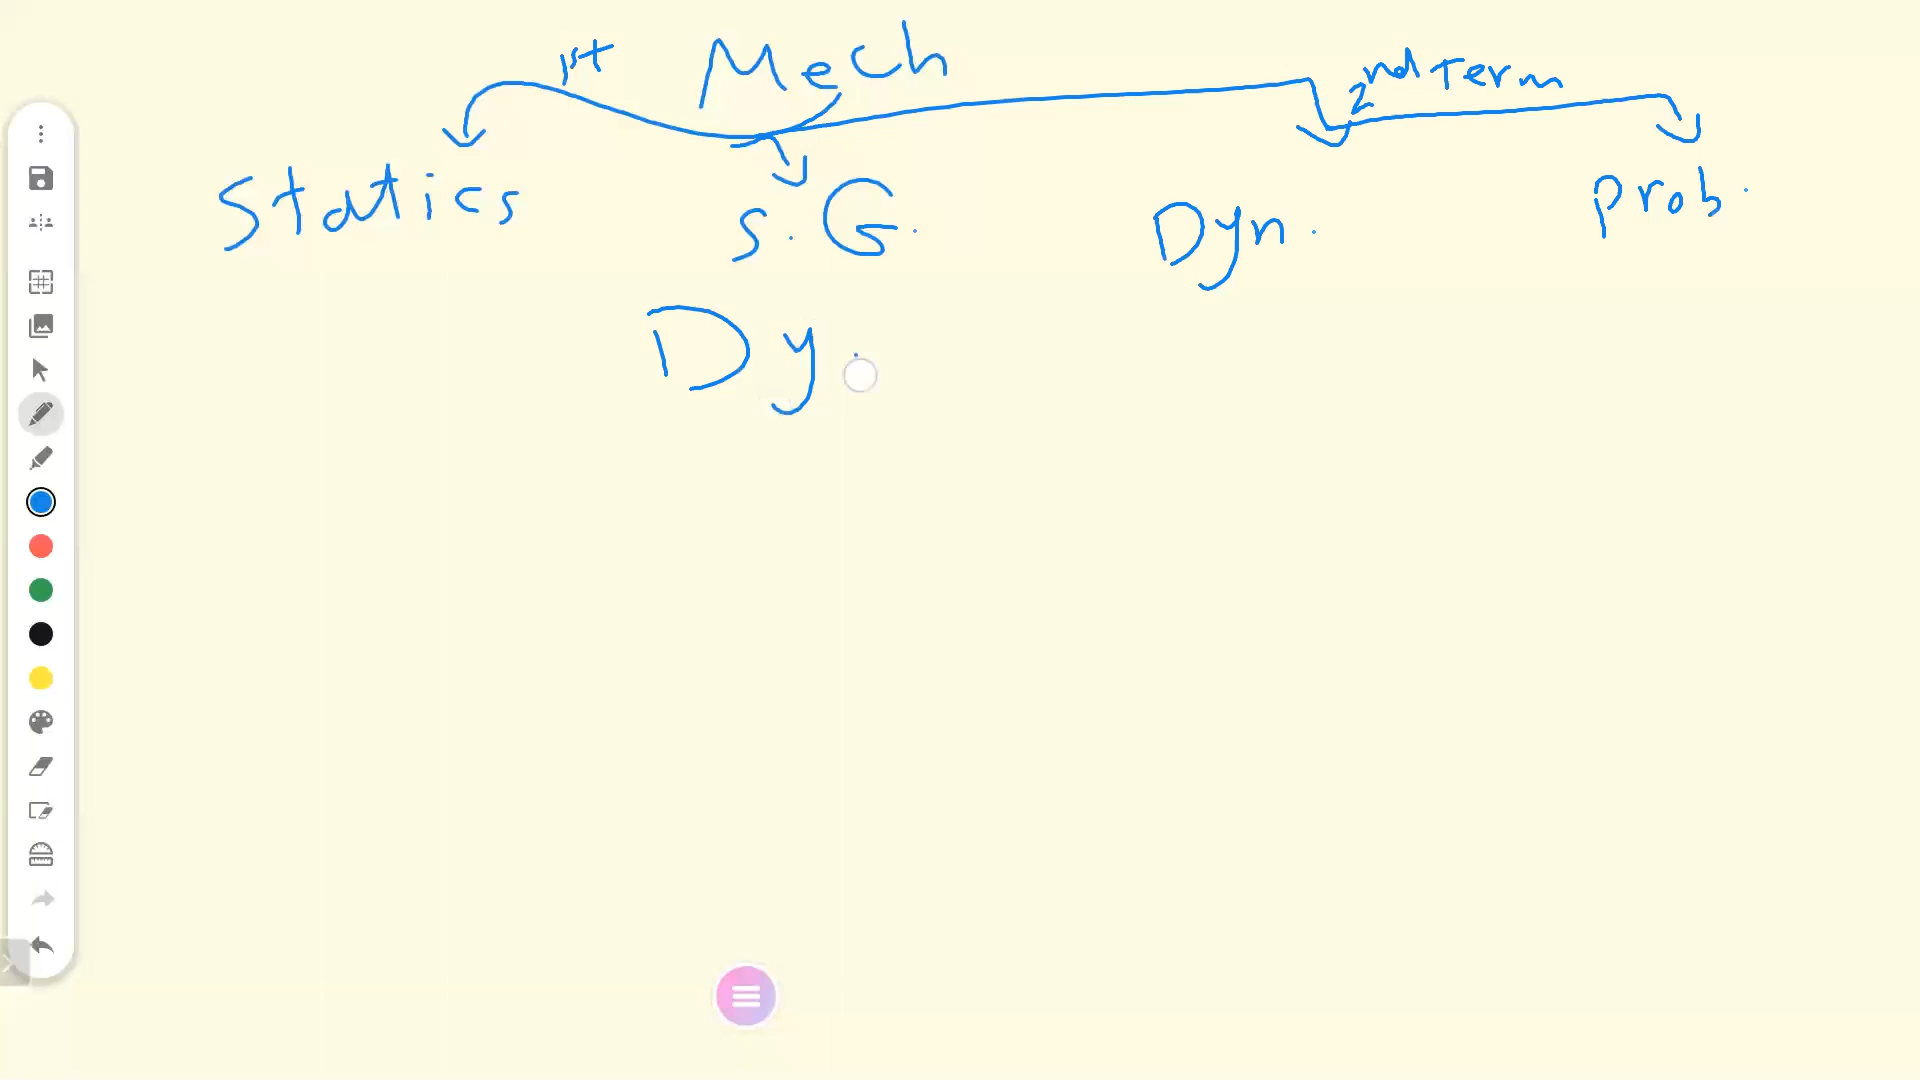 1st Mech 2nd Term
Statics S.G. Dyn. Prob.
Dy